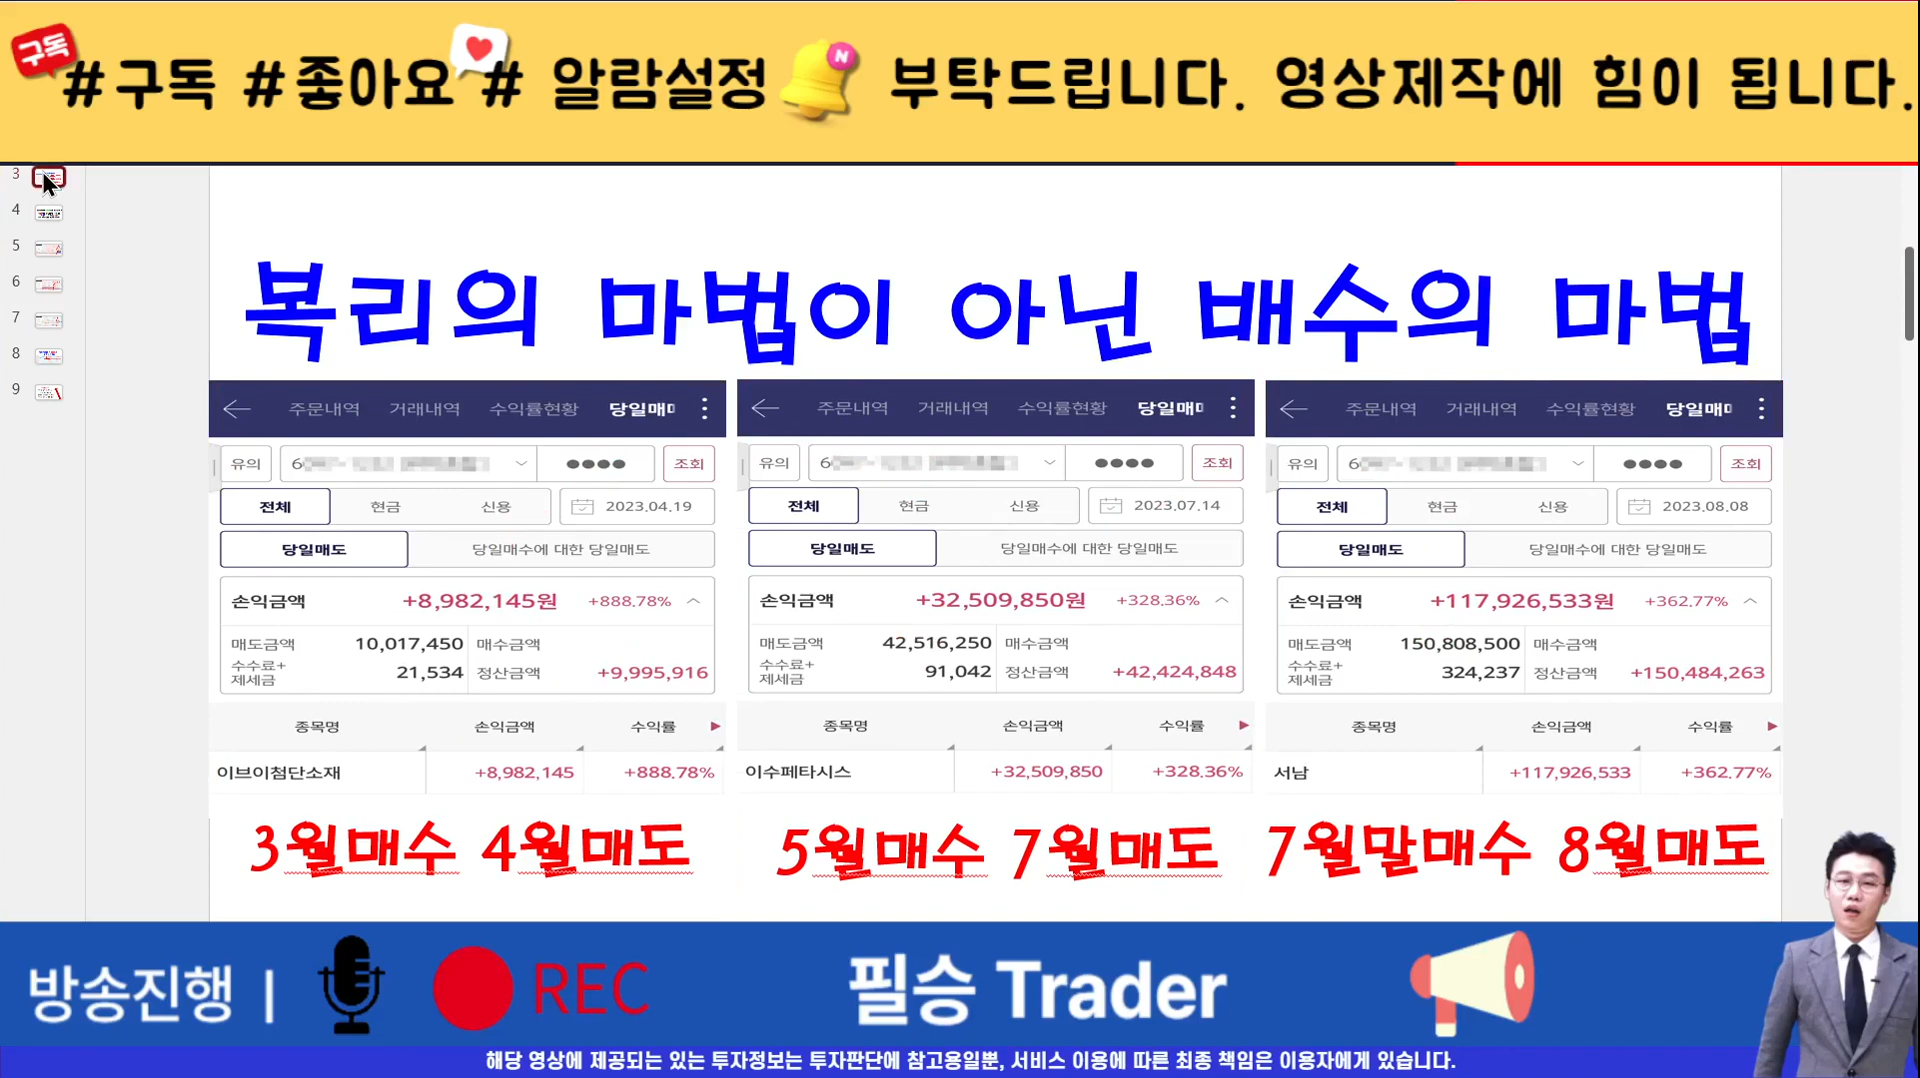 구독
#구독 #좋아요 # 알람설정 N 부탁드립니다. 영상제작에 힘이 됩니다.
3
4
5
6
7
8
9
복리의 마법이 아닌 배수의 마법
주문내역 거래내역 수익률현황 당일매매
유의 6 ●●●● 조회
전체 현금 신용 2023.04.19
당일매도 당일매수에 대한 당일매도
손익금액 +8,982,145원 +888.78%
매도금액 10,017,450 매수금액
수수료+
제세금 21,534 정산금액 +9,995,916
종목명 손익금액 수익률
이브이첨단소재 +8,982,145 +888.78%
3월매수 4월매도
주문내역 거래내역 수익률현황 당일매매
유의 6 ●●●● 조회
전체 현금 신용 2023.07.14
당일매도 당일매수에 대한 당일매도
손익금액 +32,509,850원 +328.36%
매도금액 42,516,250 매수금액
수수료+
제세금 91,042 정산금액 +42,424,848
종목명 손익금액 수익률
이수페타시스 +32,509,850 +328.36%
5월매수 7월매도
주문내역 거래내역 수익률현황 당일매매
유의 6 ●●●● 조회
전체 현금 신용 2023.08.08
당일매도 당일매수에 대한 당일매도
손익금액 +117,926,533원 +362.77%
매도금액 150,808,500 매수금액
수수료+
제세금 324,237 정산금액 +150,484,263
종목명 손익금액 수익률
서남 +117,926,533 +362.77%
7월말매수 8월매도
방송진행 | REC 필승 Trader
해당 영상에 제공되는 있는 투자정보는 투자판단에 참고용일뿐, 서비스 이용에 따른 최종 책임은 이용자에게 있습니다.